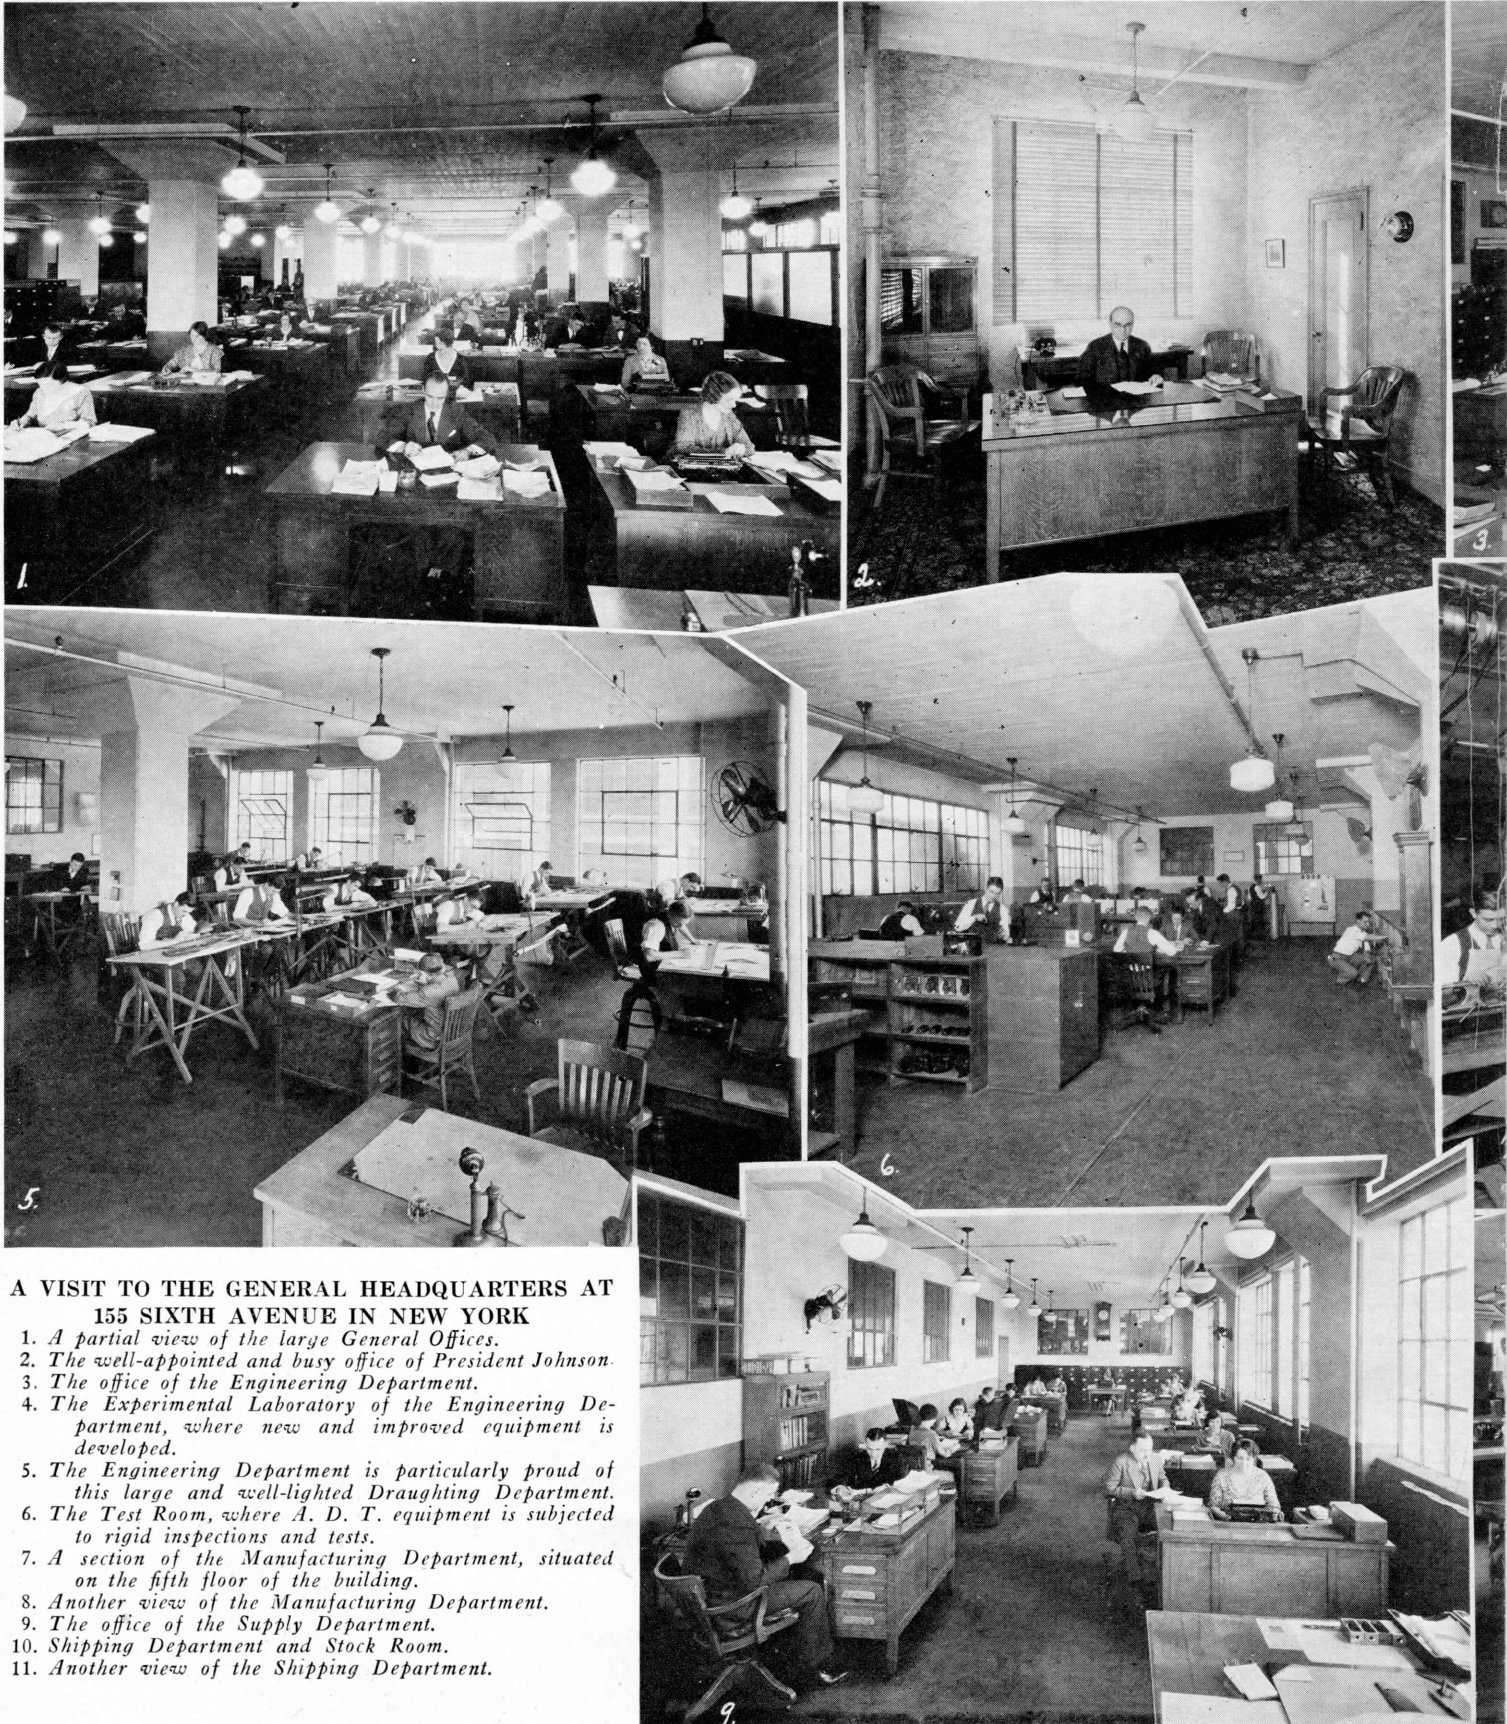 1.
2.
3.
5.
6.
9.
A VISIT TO THE GENERAL HEADQUARTERS AT
155 SIXTH AVENUE IN NEW YORK
1. A partial view of the large General Offices.
2. The well-appointed and busy office of President Johnson.
3. The office of the Engineering Department.
4. The Experimental Laboratory of the Engineering De-
partment, where new and improved equipment is
developed.
5. The Engineering Department is particularly proud of
this large and well-lighted Draughting Department.
6. The Test Room, where A. D. T. equipment is subjected
to rigid inspections and tests.
7. A section of the Manufacturing Department, situated
on the fifth floor of the building.
8. Another view of the Manufacturing Department.
9. The office of the Supply Department.
10. Shipping Department and Stock Room.
11. Another view of the Shipping Department.